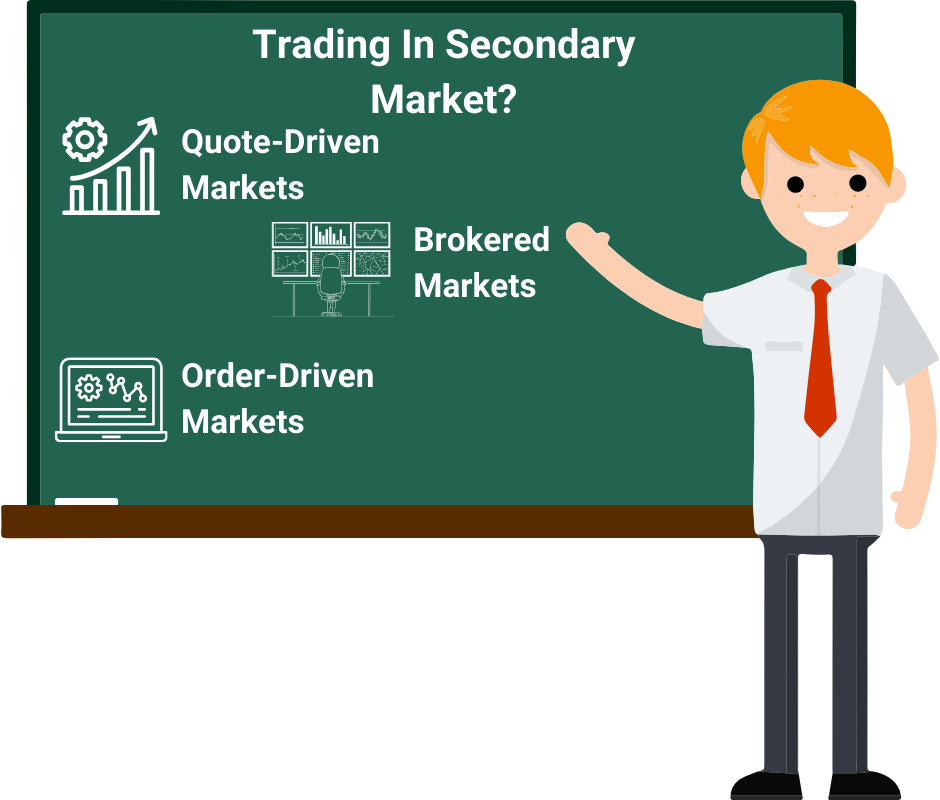 Trading In Secondary
Market?
Quote-Driven
Markets
Brokered
Markets
Order-Driven
Markets